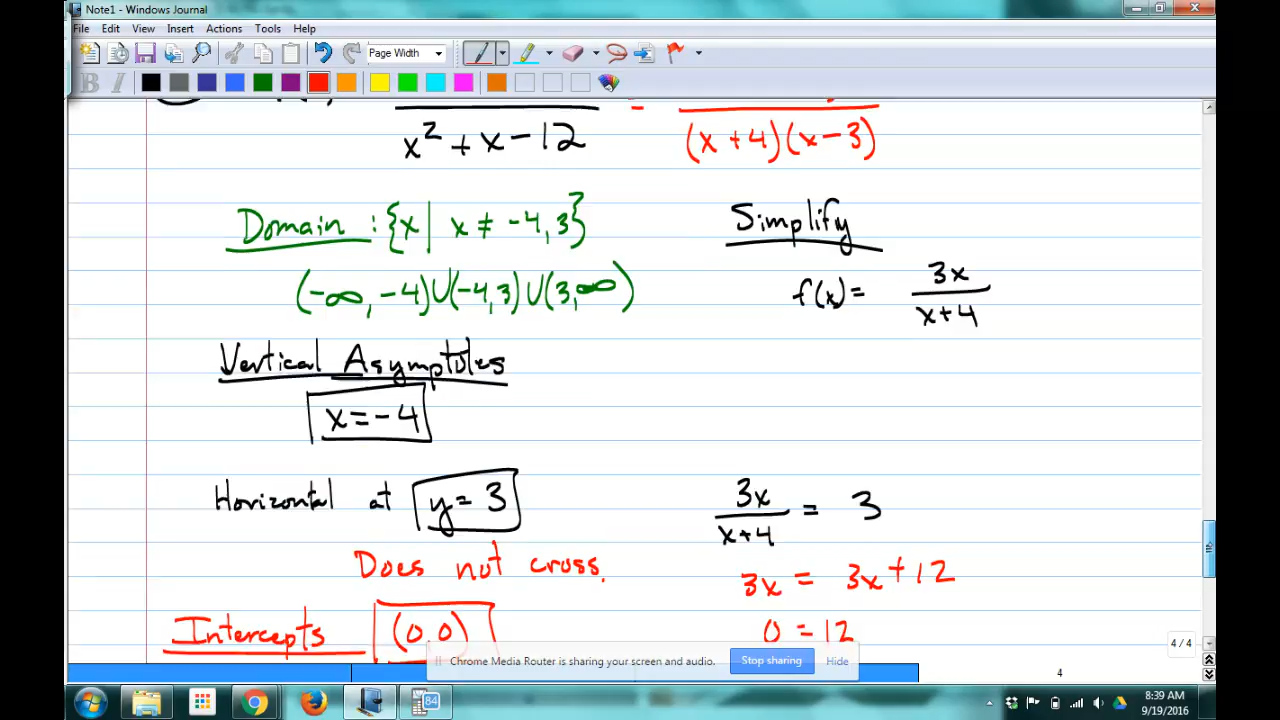 Note1 - Windows Journal
File Edit View Insert Actions Tools Help
Page Width
x² + x - 12
(x+4)(x-3)
Domain : {x | x ≠ -4, 3}
(-∞, -4) ∪ (-4, 3) ∪ (3, ∞)
Simplify
f(x) = 3x / x+4
Vertical Asymptotes
x = -4
Horizontal at y = 3
3x / x+4 = 3
Does not cross.
3x = 3x + 12
Intercepts (0,0)
0 = 12
4 / 4
Chrome Media Router is sharing your screen and audio. Stop sharing Hide
4
84
8:39 AM
9/19/2016